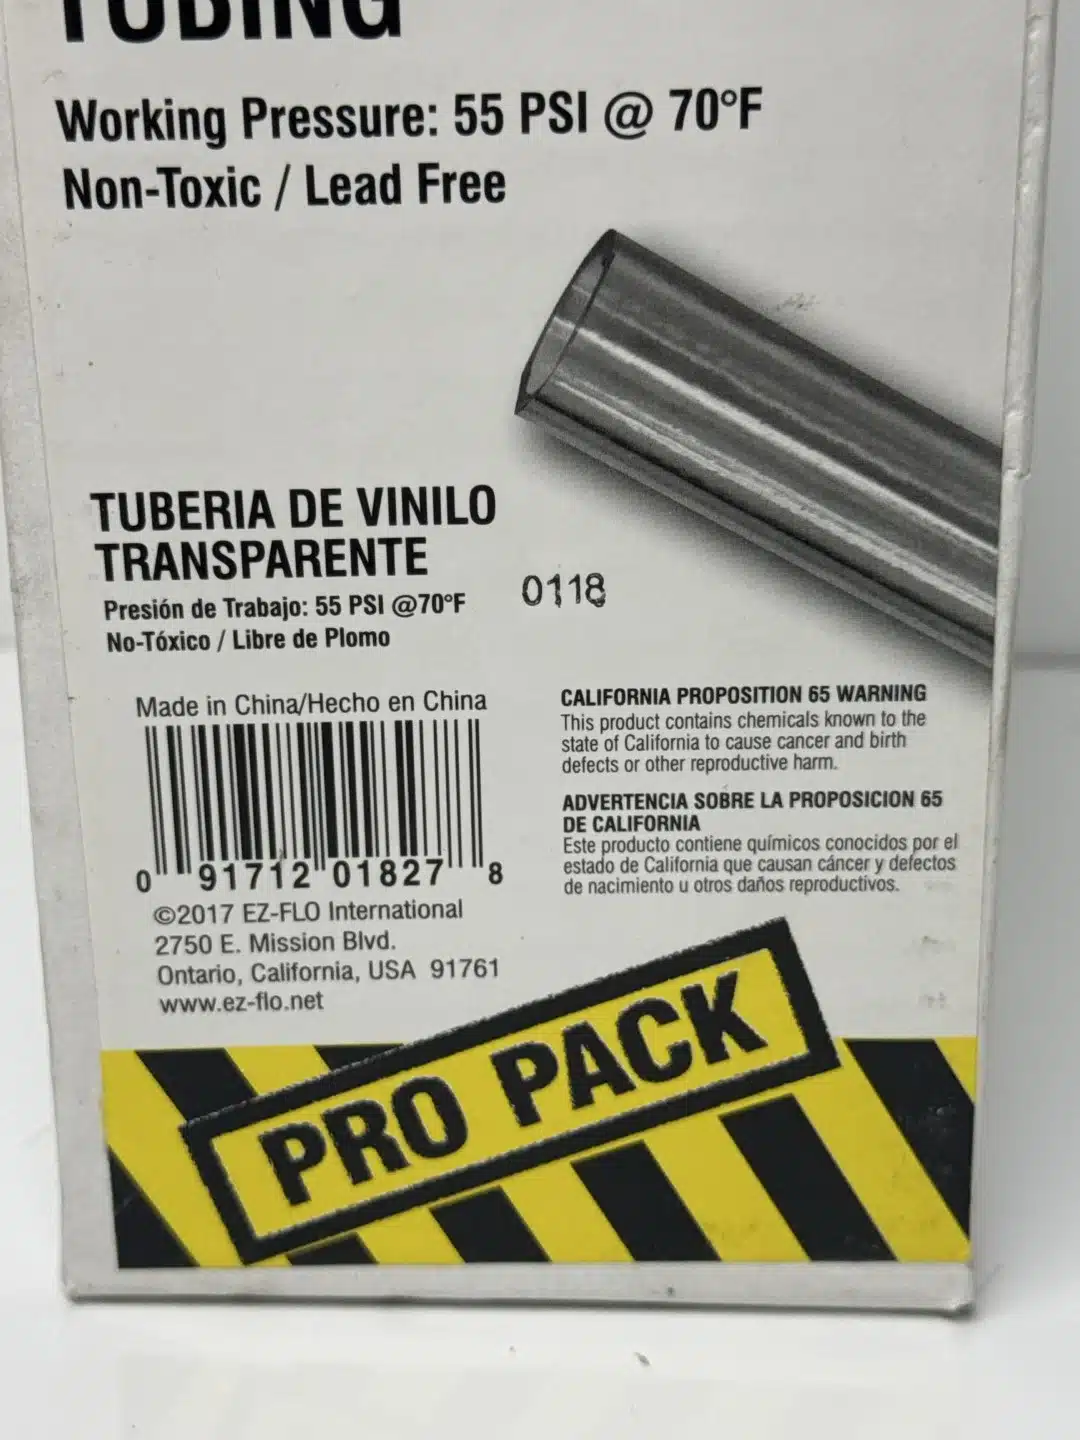 TUBING
Working Pressure: 55 PSI @ 70°F
Non-Toxic / Lead Free
TUBERIA DE VINILO
TRANSPARENTE
Presión de Trabajo: 55 PSI @70°F
No-Tóxico / Libre de Plomo
0118
Made in China/Hecho en China
0 91712 01827 8
©2017 EZ-FLO International
2750 E. Mission Blvd.
Ontario, California, USA 91761
www.ez-flo.net
CALIFORNIA PROPOSITION 65 WARNING
This product contains chemicals known to the
state of California to cause cancer and birth
defects or other reproductive harm.
ADVERTENCIA SOBRE LA PROPOSICION 65
DE CALIFORNIA
Este producto contiene químicos conocidos por el
estado de California que causan cáncer y defectos
de nacimiento u otros daños reproductivos.
PRO PACK